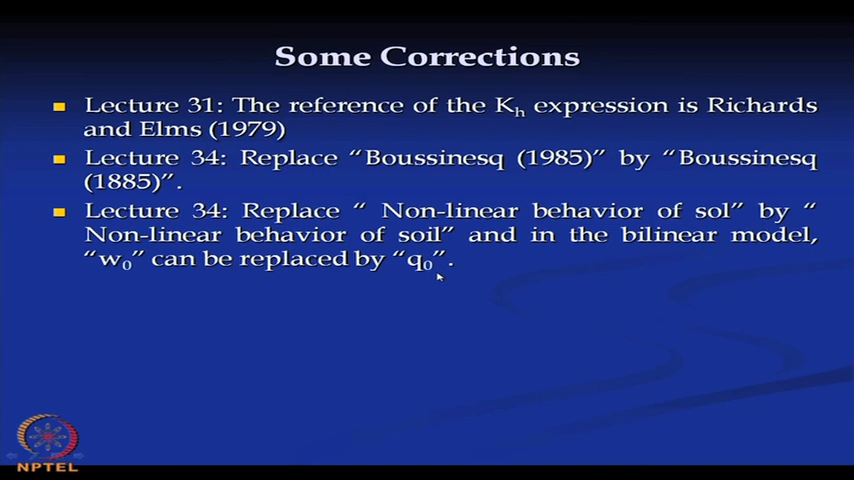 Some Corrections
Lecture 31: The reference of the Kh expression is Richards
and Elms (1979)
Lecture 34: Replace “Boussinesq (1985)” by “Boussinesq
(1885)”.
Lecture 34: Replace “ Non-linear behavior of sol” by “
Non-linear behavior of soil” and in the bilinear model,
“w0” can be replaced by “q0”.
NPTEL